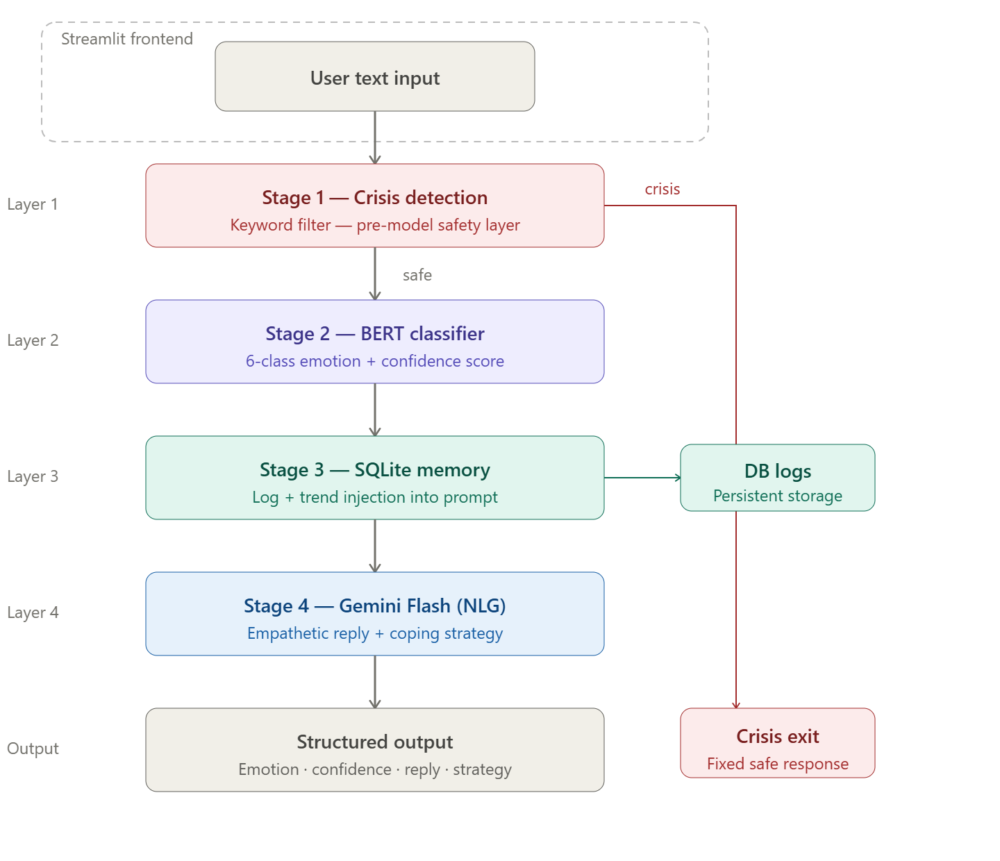 Streamlit frontend
User text input
Layer 1
Stage 1 — Crisis detection
Keyword filter — pre-model safety layer
crisis
safe
Layer 2
Stage 2 — BERT classifier
6-class emotion + confidence score
Layer 3
Stage 3 — SQLite memory
Log + trend injection into prompt
DB logs
Persistent storage
Layer 4
Stage 4 — Gemini Flash (NLG)
Empathetic reply + coping strategy
Output
Structured output
Emotion · confidence · reply · strategy
Crisis exit
Fixed safe response